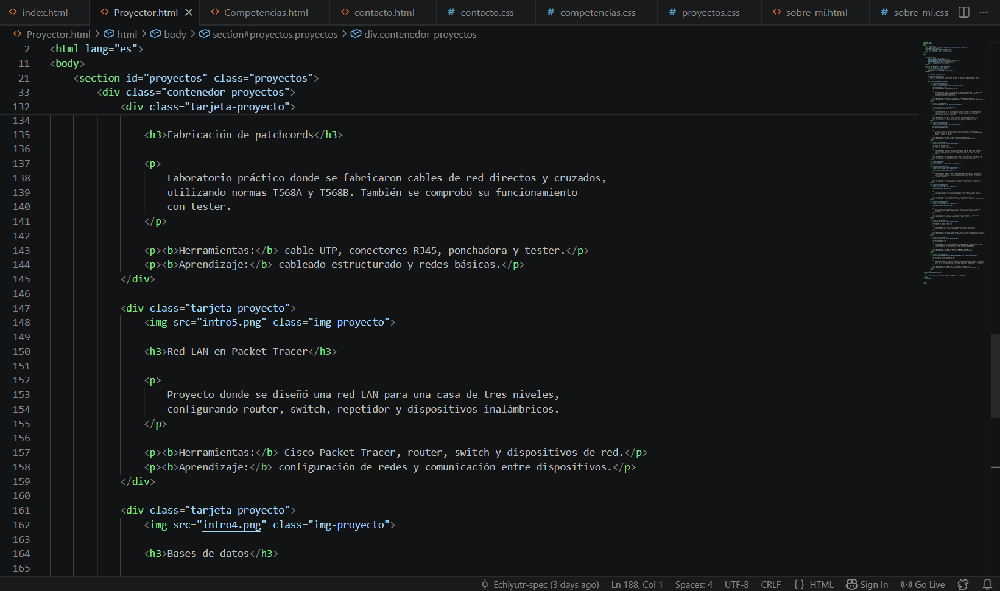 index.html Proyector.html Competencias.html contacto.html # contacto.css # competencias.css # proyectos.css sobre-mi.html # sobre-mi.css
Proyector.html > html > body > section#proyectos.proyectos > div.contenedor-proyectos
2 <html lang="es">
11 <body>
21 <section id="proyectos" class="proyectos">
33 <div class="contenedor-proyectos">
132 <div class="tarjeta-proyecto">
134
135 <h3>Fabricación de patchcords</h3>
136
137 <p>
138 Laboratorio práctico donde se fabricaron cables de red directos y cruzados,
139 utilizando normas T568A y T568B. También se comprobó su funcionamiento
140 con tester.
141 </p>
142
143 <p><b>Herramientas:</b> cable UTP, conectores RJ45, ponchadora y tester.</p>
144 <p><b>Aprendizaje:</b> cableado estructurado y redes básicas.</p>
145 </div>
146
147 <div class="tarjeta-proyecto">
148 <img src="intro5.png" class="img-proyecto">
149
150 <h3>Red LAN en Packet Tracer</h3>
151
152 <p>
153 Proyecto donde se diseñó una red LAN para una casa de tres niveles,
154 configurando router, switch, repetidor y dispositivos inalámbricos.
155 </p>
156
157 <p><b>Herramientas:</b> Cisco Packet Tracer, router, switch y dispositivos de red.</p>
158 <p><b>Aprendizaje:</b> configuración de redes y comunicación entre dispositivos.</p>
159 </div>
160
161 <div class="tarjeta-proyecto">
162 <img src="intro4.png" class="img-proyecto">
163
164 <h3>Bases de datos</h3>
165
Echiyutr-spec (3 days ago) Ln 188, Col 1 Spaces: 4 UTF-8 CRLF { } HTML Sign In Go Live